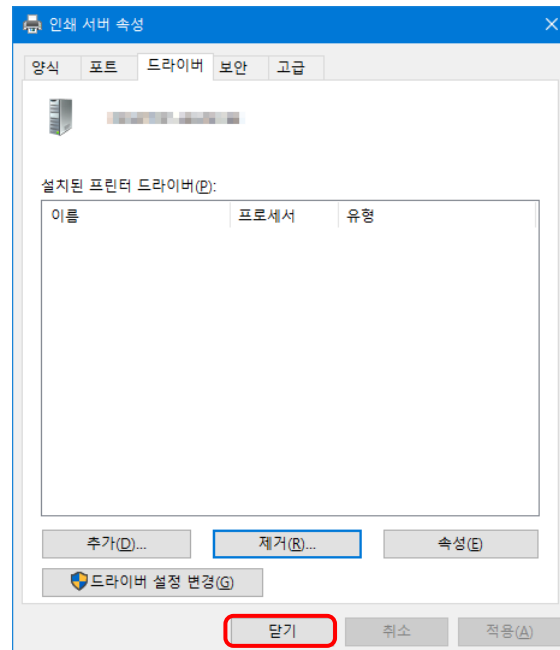 인쇄 서버 속성
양식 포트 드라이버 보안 고급
설치된 프린터 드라이버(P):
이름 프로세서 유형
추가(D)... 제거(R)... 속성(E)
드라이버 설정 변경(G)
닫기 취소 적용(A)